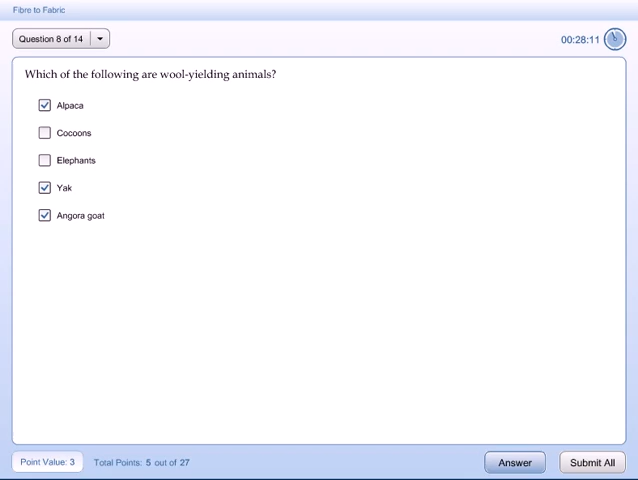 Fibre to Fabric
Question 8 of 14
00:28:11
Which of the following are wool-yielding animals?
Alpaca
Cocoons
Elephants
Yak
Angora goat
Point Value: 3 Total Points: 5 out of 27 Answer Submit All